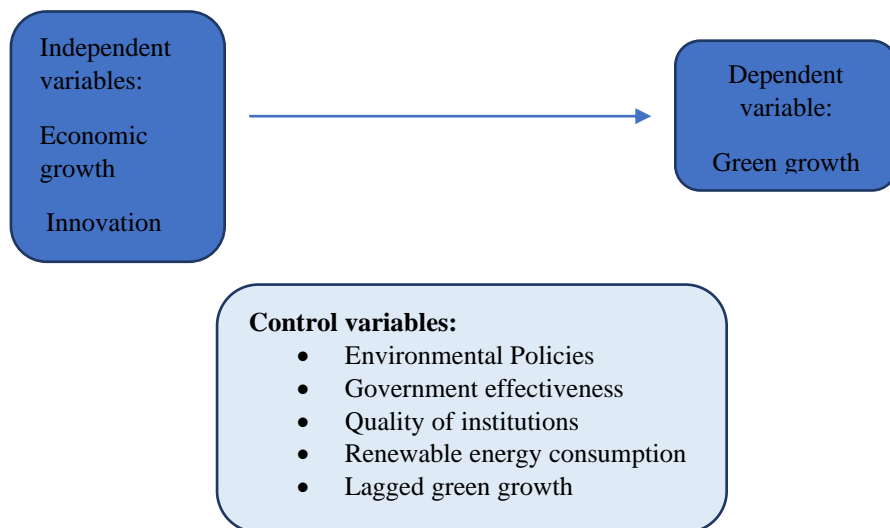 Independent
variables:
Economic
growth
Innovation
Dependent
variable:
Green growth
Control variables:
• Environmental Policies
• Government effectiveness
• Quality of institutions
• Renewable energy consumption
• Lagged green growth